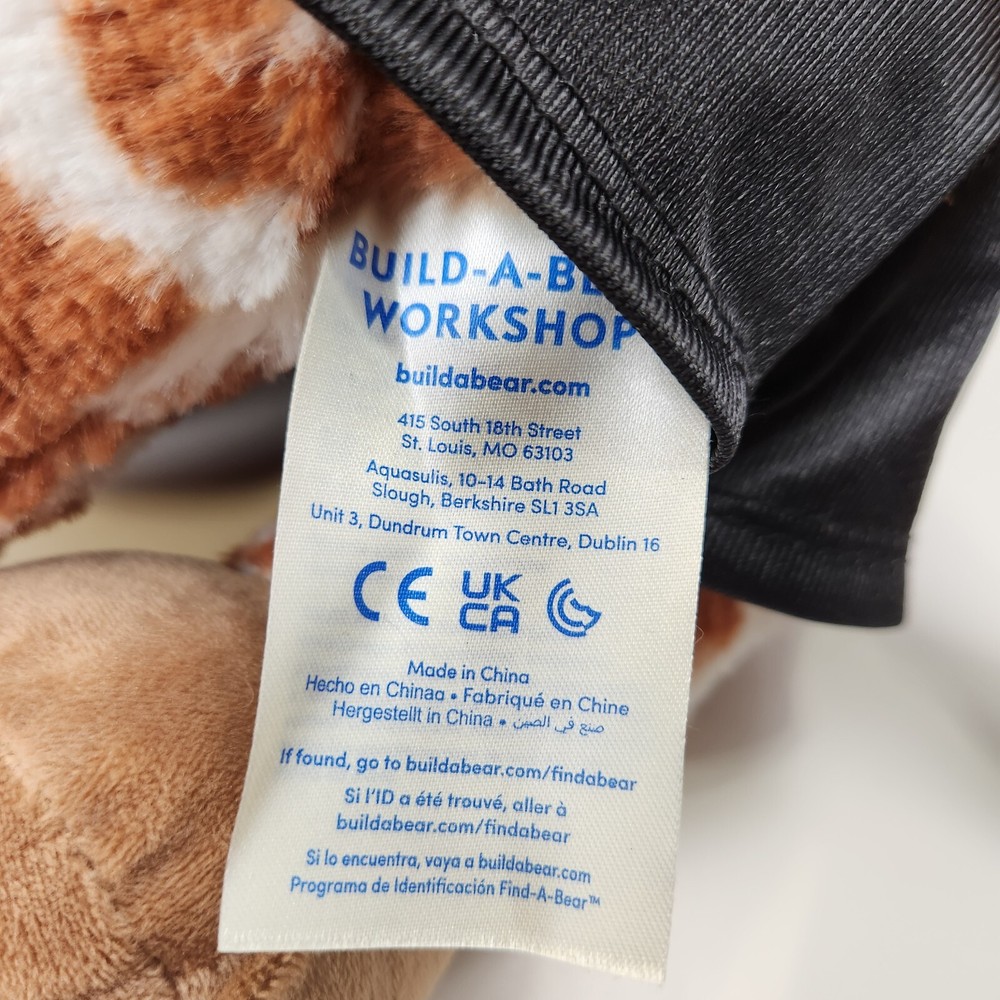 BUILD-A-BE
WORKSHOP
buildabear.com
415 South 18th Street
St. Louis, MO 63103
Aquasulis, 10-14 Bath Road
Slough, Berkshire SL1 3SA
Unit 3, Dundrum Town Centre, Dublin 16
CE UK
CA
Made in China
Hecho en Chinaa • Fabriqué en Chine
Hergestellt in China • صنع في الصين
If found, go to buildabear.com/findabear
Si l'ID a été trouvé, aller à
buildabear.com/findabear
Si lo encuentra, vaya a buildabear.com
Programa de Identificación Find-A-Bear™